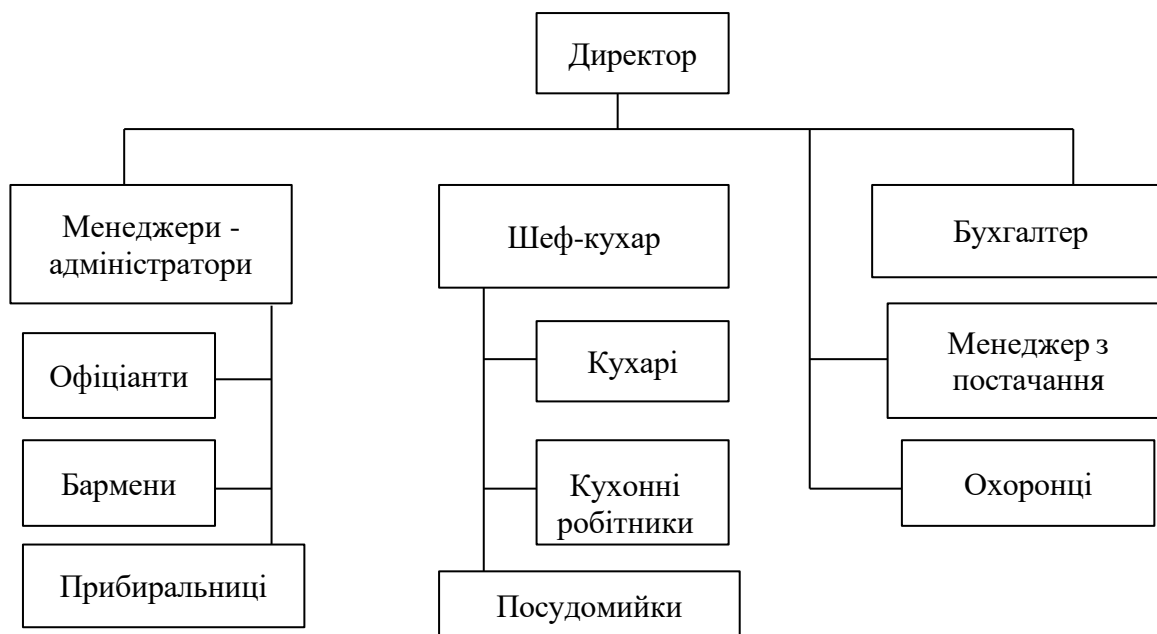 Директор
Менеджери -
адміністратори
Шеф-кухар
Бухгалтер
Офіціанти
Кухарі
Менеджер з
постачання
Бармени
Кухонні
робітники
Охоронці
Прибиральниці
Посудомийки